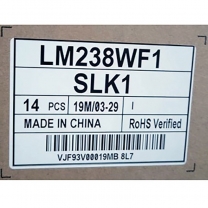 LM238WF1
SLK1
14 PCS 19M/03-29 I
MADE IN CHINA RoHS Verified
VJF93V00019MB 8L7